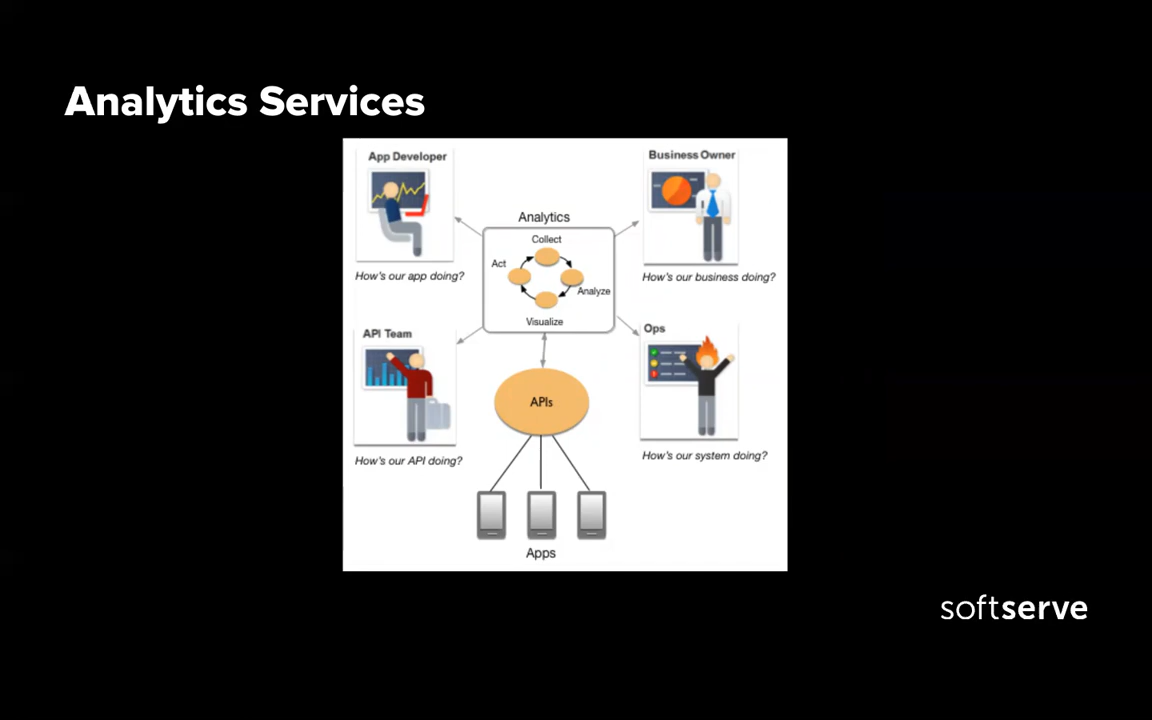 Analytics Services
App Developer
How's our app doing?
Business Owner
How's our business doing?
Analytics
Collect
Act
Analyze
Visualize
API Team
How's our API doing?
Ops
How's our system doing?
APIs
Apps
softserve